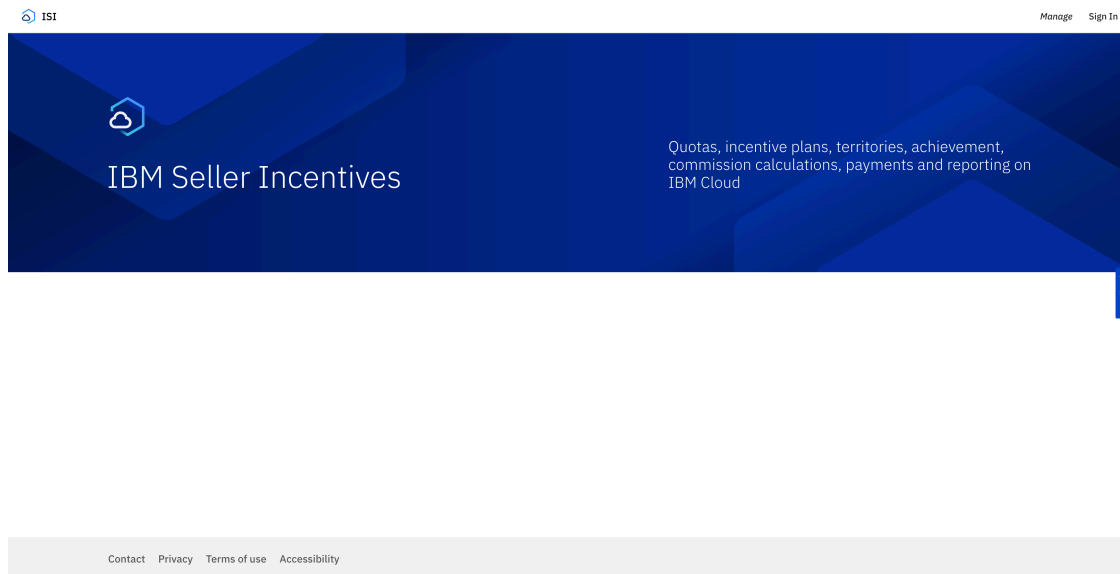 ISI
Manage Sign In
IBM Seller Incentives
Quotas, incentive plans, territories, achievement,
commission calculations, payments and reporting on
IBM Cloud
Contact Privacy Terms of use Accessibility